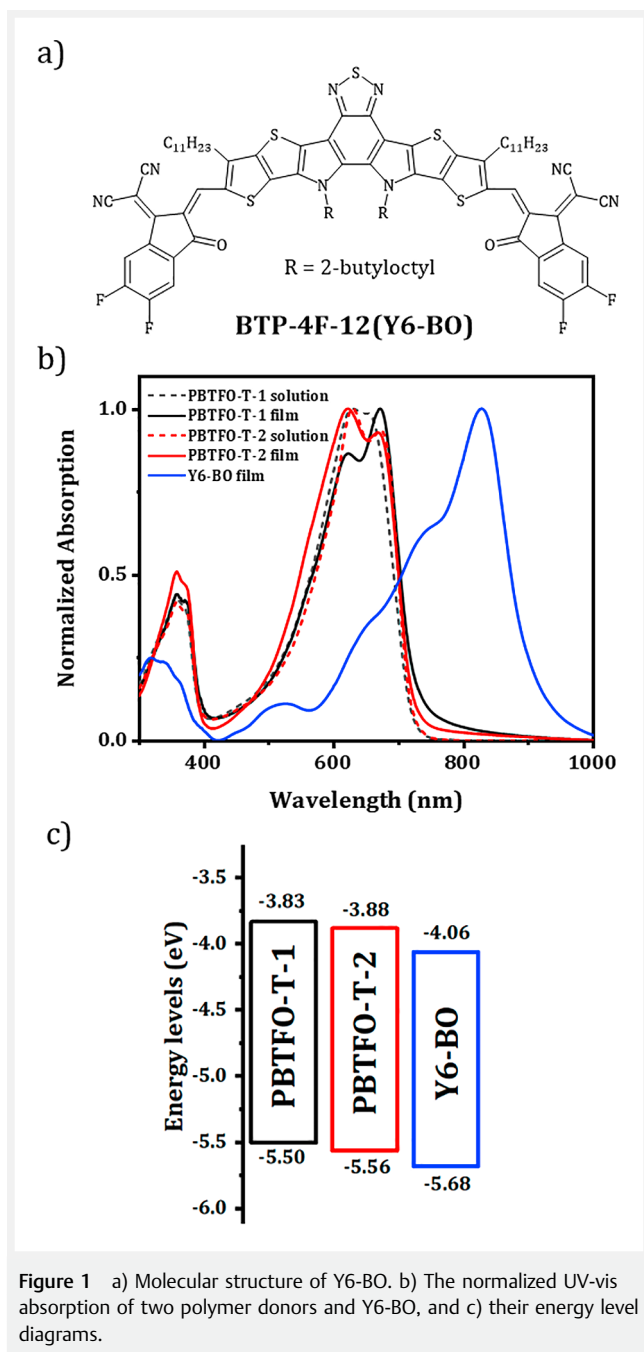 a)
S
N
N
C11H23
S
S
C11H23
CN
NC
S
N
R
N
R
S
CN
NC
O
O
F
F
F
F
R = 2-butyloctyl
BTP-4F-12(Y6-BO)
b)
PBTFO-T-1 solution
PBTFO-T-1 film
PBTFO-T-2 solution
PBTFO-T-2 film
Y6-BO film
1.0
0.5
0.0
Normalized Absorption
400 600 800 1000
Wavelength (nm)
c)
Energy levels (eV)
-3.5
-4.0
-4.5
-5.0
-5.5
-6.0
-3.83
PBTFO-T-1
-5.50
-3.88
PBTFO-T-2
-5.56
-4.06
Y6-BO
-5.68
Figure 1 a) Molecular structure of Y6-BO. b) The normalized UV-vis
absorption of two polymer donors and Y6-BO, and c) their energy level
diagrams.